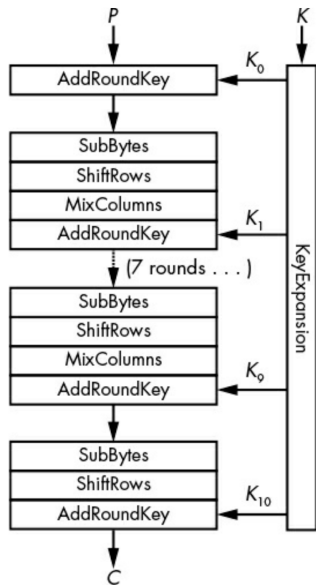 P
K
K0
AddRoundKey
SubBytes
ShiftRows
MixColumns
K1
AddRoundKey
(7 rounds . . .)
KeyExpansion
SubBytes
ShiftRows
MixColumns
K9
AddRoundKey
SubBytes
ShiftRows
K10
AddRoundKey
C